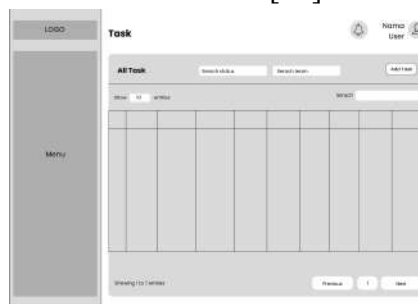 LOGO
Task
Nama
User
All Task
Search status
Search team
Add Task
Show 10 entries
Search
Menu
Showing 1 to 1 entries
Previous 1 Next